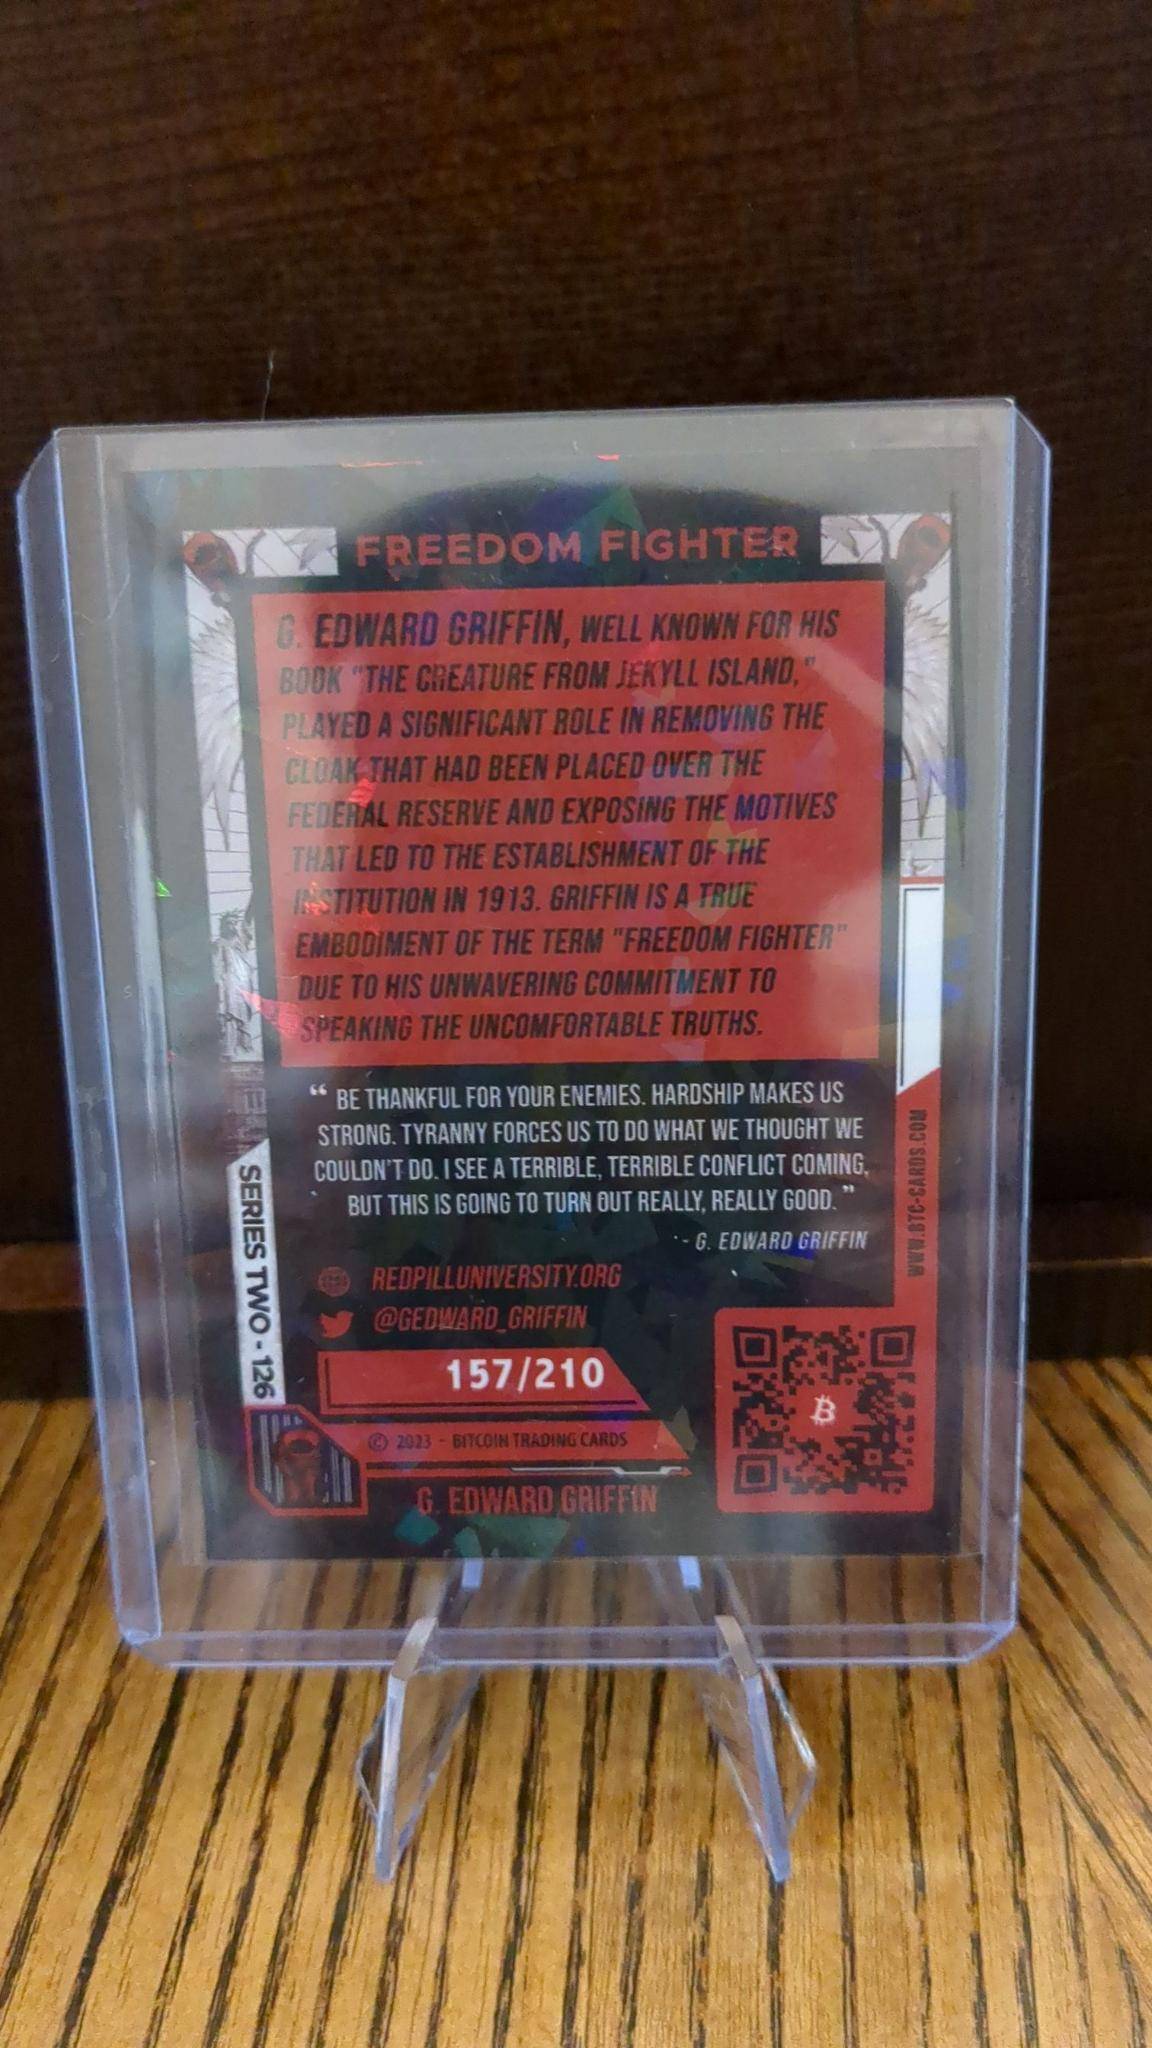 FREEDOM FIGHTER
G. EDWARD GRIFFIN, WELL KNOWN FOR HIS
BOOK "THE CREATURE FROM JEKYLL ISLAND,"
PLAYED A SIGNIFICANT ROLE IN REMOVING THE
CLOAK THAT HAD BEEN PLACED OVER THE
FEDERAL RESERVE AND EXPOSING THE MOTIVES
THAT LED TO THE ESTABLISHMENT OF THE
INSTITUTION IN 1913. GRIFFIN IS A TRUE
EMBODIMENT OF THE TERM "FREEDOM FIGHTER"
DUE TO HIS UNWAVERING COMMITMENT TO
SPEAKING THE UNCOMFORTABLE TRUTHS.
“ BE THANKFUL FOR YOUR ENEMIES. HARDSHIP MAKES US
STRONG. TYRANNY FORCES US TO DO WHAT WE THOUGHT WE
COULDN'T DO. I SEE A TERRIBLE, TERRIBLE CONFLICT COMING,
BUT THIS IS GOING TO TURN OUT REALLY, REALLY GOOD. ”
- G. EDWARD GRIFFIN
REDPILLUNIVERSITY.ORG
@GEDWARD_GRIFFIN
157/210
© 2023 - BITCOIN TRADING CARDS
G. EDWARD GRIFFIN
SERIES TWO - 126
WWW.BTC-CARDS.COM